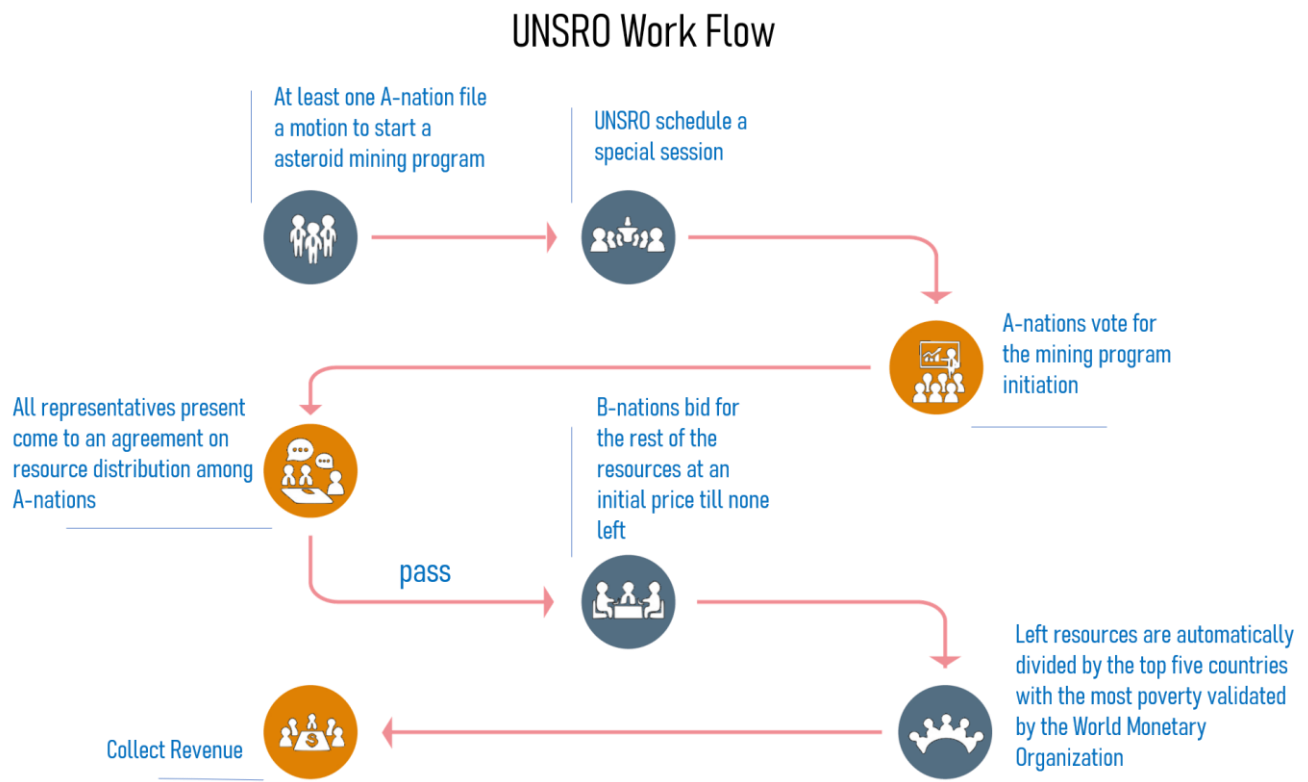 UNSRO Work Flow
At least one A-nation file
a motion to start a
asteroid mining program
UNSRO schedule a
special session
A-nations vote for
the mining program
initiation
All representatives present
come to an agreement on
resource distribution among
A-nations
pass
B-nations bid for
the rest of the
resources at an
initial price till none
left
Left resources are automatically
divided by the top five countries
with the most poverty validated
by the World Monetary
Organization
Collect Revenue